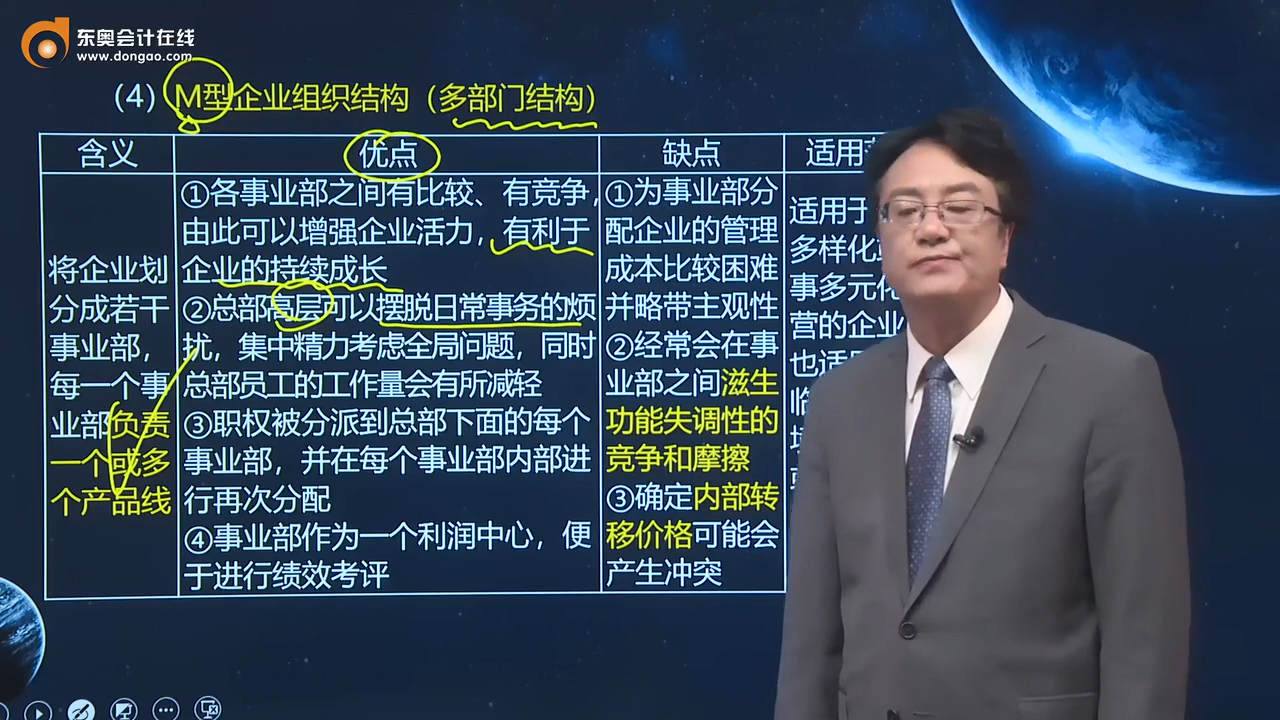 东奥会计在线
www.dongao.com
（4）M型企业组织结构（多部门结构）
含义
优点
缺点
将企业划
分成若干
事业部，
每一个事
业部负责
一个或多
个产品线
①各事业部之间有比较、有竞争，
由此可以增强企业活力，有利于
企业的持续成长
②总部高层可以摆脱日常事务的烦
扰，集中精力考虑全局问题，同时
总部员工的工作量会有所减轻
③职权被分派到总部下面的每个
事业部，并在每个事业部内部进
行再次分配
④事业部作为一个利润中心，便
于进行绩效考评
①为事业部分
配企业的管理
成本比较困难
并略带主观性
②经常会在事
业部之间滋生
功能失调性的
竞争和摩擦
③确定内部转
移价格可能会
产生冲突
适用
适用于
多样化
事多元化
营的企业
也适
临